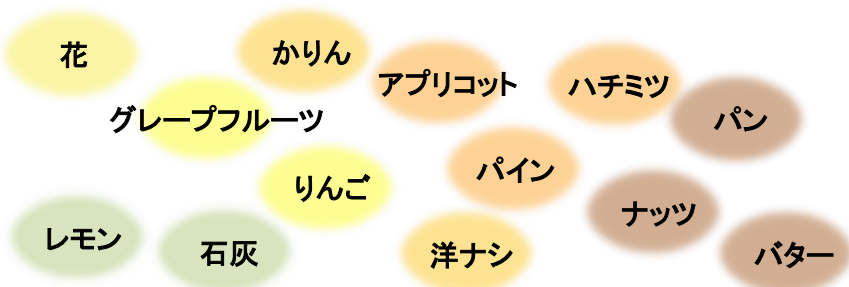 花
かりん
アプリコット
ハチミツ
グレープフルーツ
パン
りんご
パイン
ナッツ
レモン
石灰
洋ナシ
バター